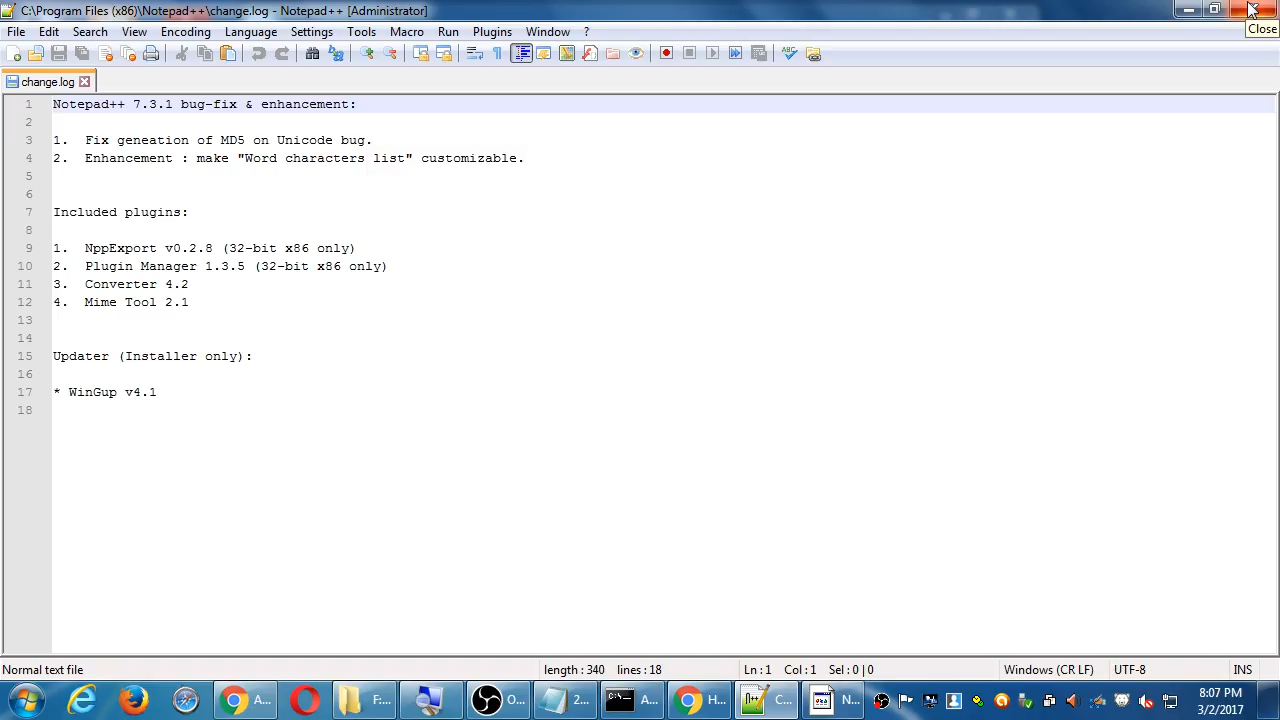 C:\Program Files (x86)\Notepad++\change.log - Notepad++ [Administrator]
Close
File Edit Search View Encoding Language Settings Tools Macro Run Plugins Window ?
change.log
1 Notepad++ 7.3.1 bug-fix & enhancement:
2
3 1. Fix geneation of MD5 on Unicode bug.
4 2. Enhancement : make "Word characters list" customizable.
5
6
7 Included plugins:
8
9 1. NppExport v0.2.8 (32-bit x86 only)
10 2. Plugin Manager 1.3.5 (32-bit x86 only)
11 3. Converter 4.2
12 4. Mime Tool 2.1
13
14
15 Updater (Installer only):
16
17 * WinGup v4.1
18
Normal text file length : 340 lines : 18 Ln : 1 Col : 1 Sel : 0 | 0 Windows (CR LF) UTF-8 INS
A... F... O... 2... A... H... C... N... 8:07 PM
3/2/2017